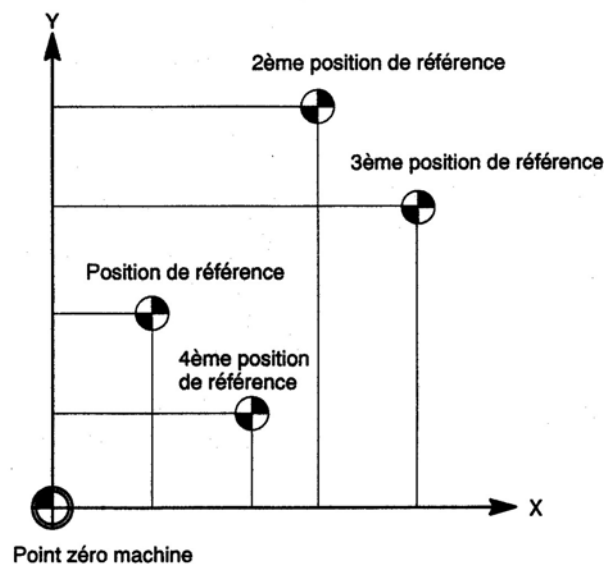 Y
2ème position de référence
3ème position de référence
Position de référence
4ème position
de référence
X
Point zéro machine